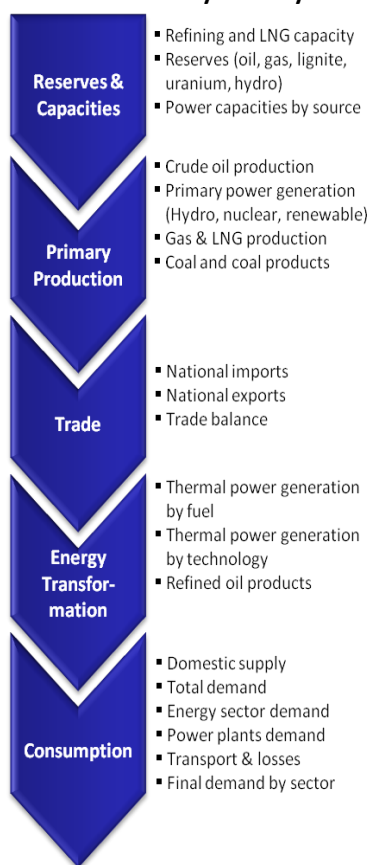 Reserves &
Capacities
▪ Refining and LNG capacity
▪ Reserves (oil, gas, lignite,
uranium, hydro)
▪ Power capacities by source
Primary
Production
▪ Crude oil production
▪ Primary power generation
(Hydro, nuclear, renewable)
▪ Gas & LNG production
▪ Coal and coal products
Trade
▪ National imports
▪ National exports
▪ Trade balance
Energy
Transfor-
mation
▪ Thermal power generation
by fuel
▪ Thermal power generation
by technology
▪ Refined oil products
Consumption
▪ Domestic supply
▪ Total demand
▪ Energy sector demand
▪ Power plants demand
▪ Transport & losses
▪ Final demand by sector